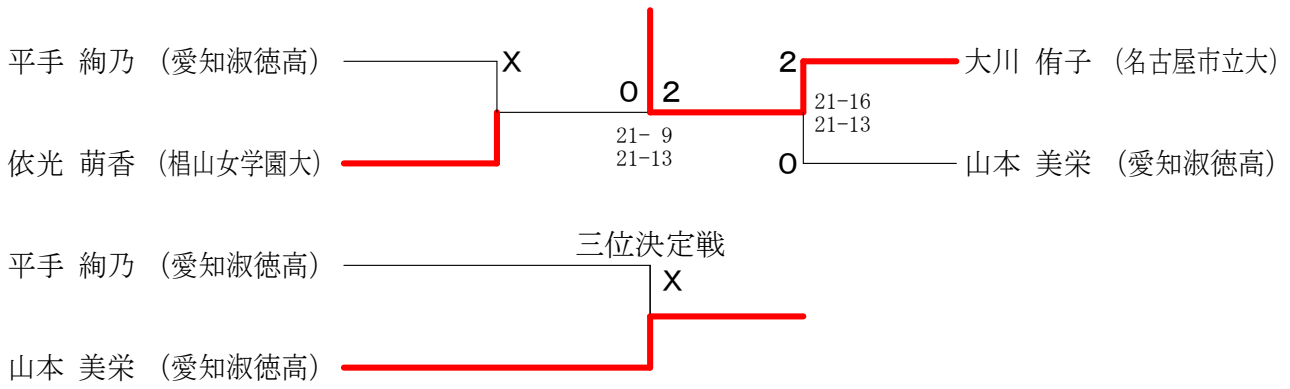 平手 絢乃 (愛知淑徳高)
X
依光 萌香 (椙山女学園大)
0 2
21- 9
21-13
2
大川 侑子 (名古屋市立大)
21-16
21-13
0
山本 美栄 (愛知淑徳高)
三位決定戦
平手 絢乃 (愛知淑徳高)
X
山本 美栄 (愛知淑徳高)